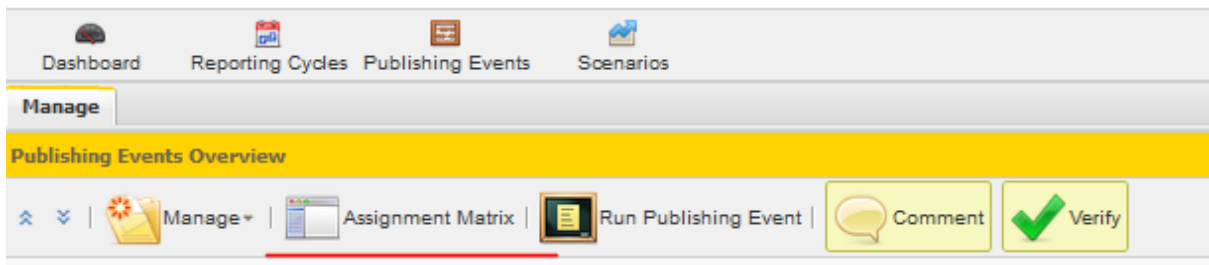 Dashboard Reporting Cycles Publishing Events Scenarios
Manage
Publishing Events Overview
Manage Assignment Matrix Run Publishing Event Comment Verify